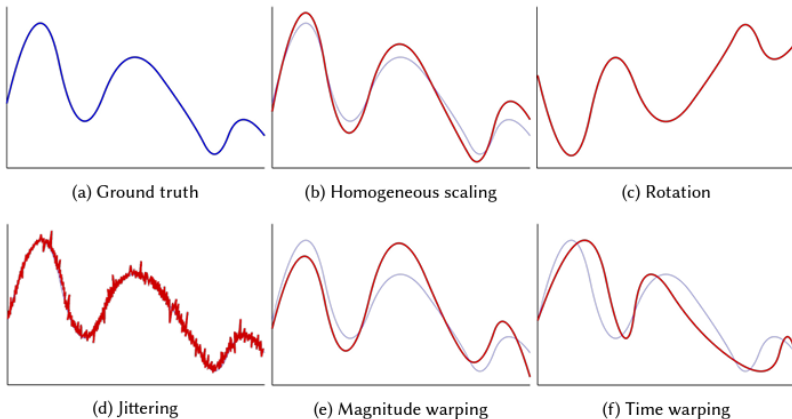 (a) Ground truth
(b) Homogeneous scaling
(c) Rotation
(d) Jittering
(e) Magnitude warping
(f) Time warping